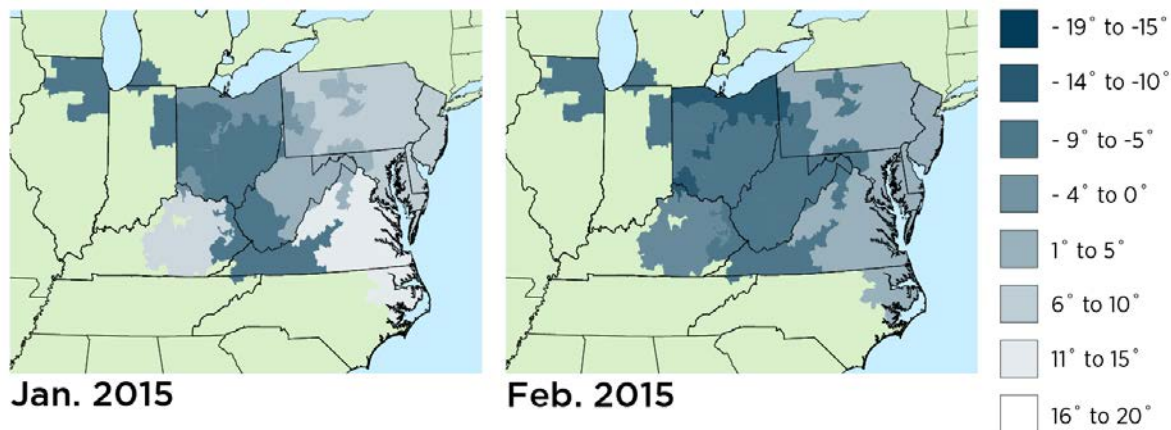 Jan. 2015
Feb. 2015
- 19° to -15°
- 14° to -10°
- 9° to -5°
- 4° to 0°
1° to 5°
6° to 10°
11° to 15°
16° to 20°